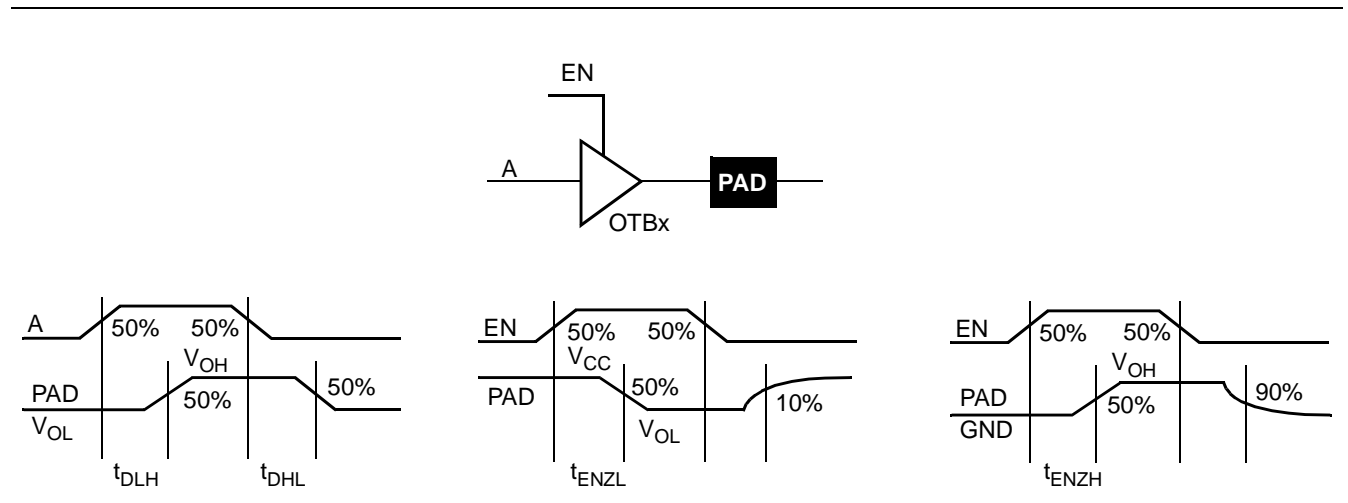 EN
A
PAD
OTBx
A
50% 50%
V_OH
PAD
50%
50%
V_OL
t_DLH t_DHL
EN
50% 50%
V_CC
PAD
50%
10%
V_OL
t_ENZL
EN
50% 50%
V_OH
PAD
50%
90%
GND
t_ENZH